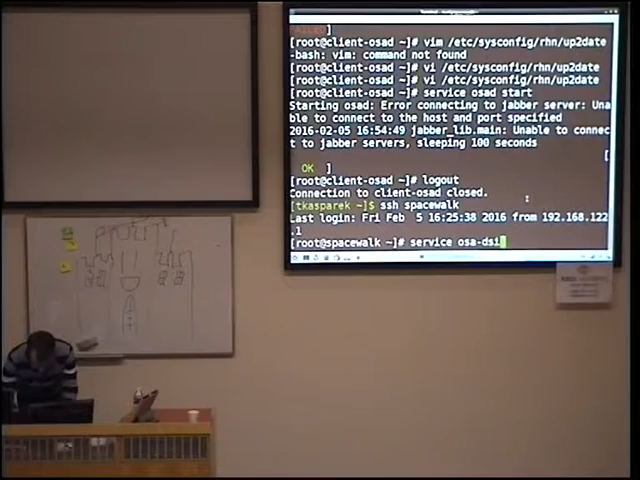 FAILED]
[root@client-osad ~]# vim /etc/sysconfig/rhn/up2date
-bash: vim: command not found
[root@client-osad ~]# vi /etc/sysconfig/rhn/up2date
[root@client-osad ~]# vi /etc/sysconfig/rhn/up2date
[root@client-osad ~]# service osad start
Starting osad: Error connecting to jabber server: Una
ble to connect to the host and port specified
2016-02-05 16:54:49 jabber_lib.main: Unable to connec
t to jabber servers, sleeping 100 seconds
[
OK ]
[root@client-osad ~]# logout
Connection to client-osad closed.
[tkasparek ~]$ ssh spacewalk
Last login: Fri Feb 5 16:25:38 2016 from 192.168.122
.1
[root@spacewalk ~]# service osa-dsi